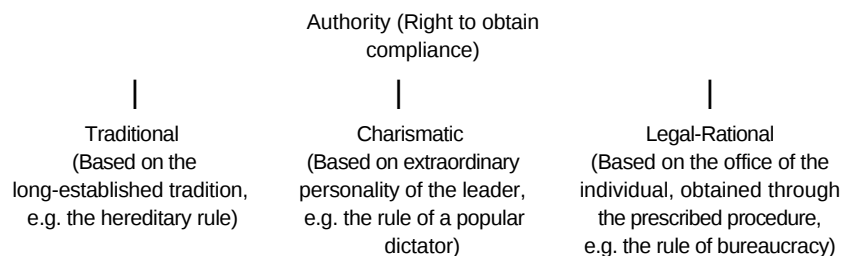 Authority (Right to obtain
compliance)
Traditional
(Based on the
long-established tradition,
e.g. the hereditary rule)
Charismatic
(Based on extraordinary
personality of the leader,
e.g. the rule of a popular
dictator)
Legal-Rational
(Based on the office of the
individual, obtained through
the prescribed procedure,
e.g. the rule of bureaucracy)